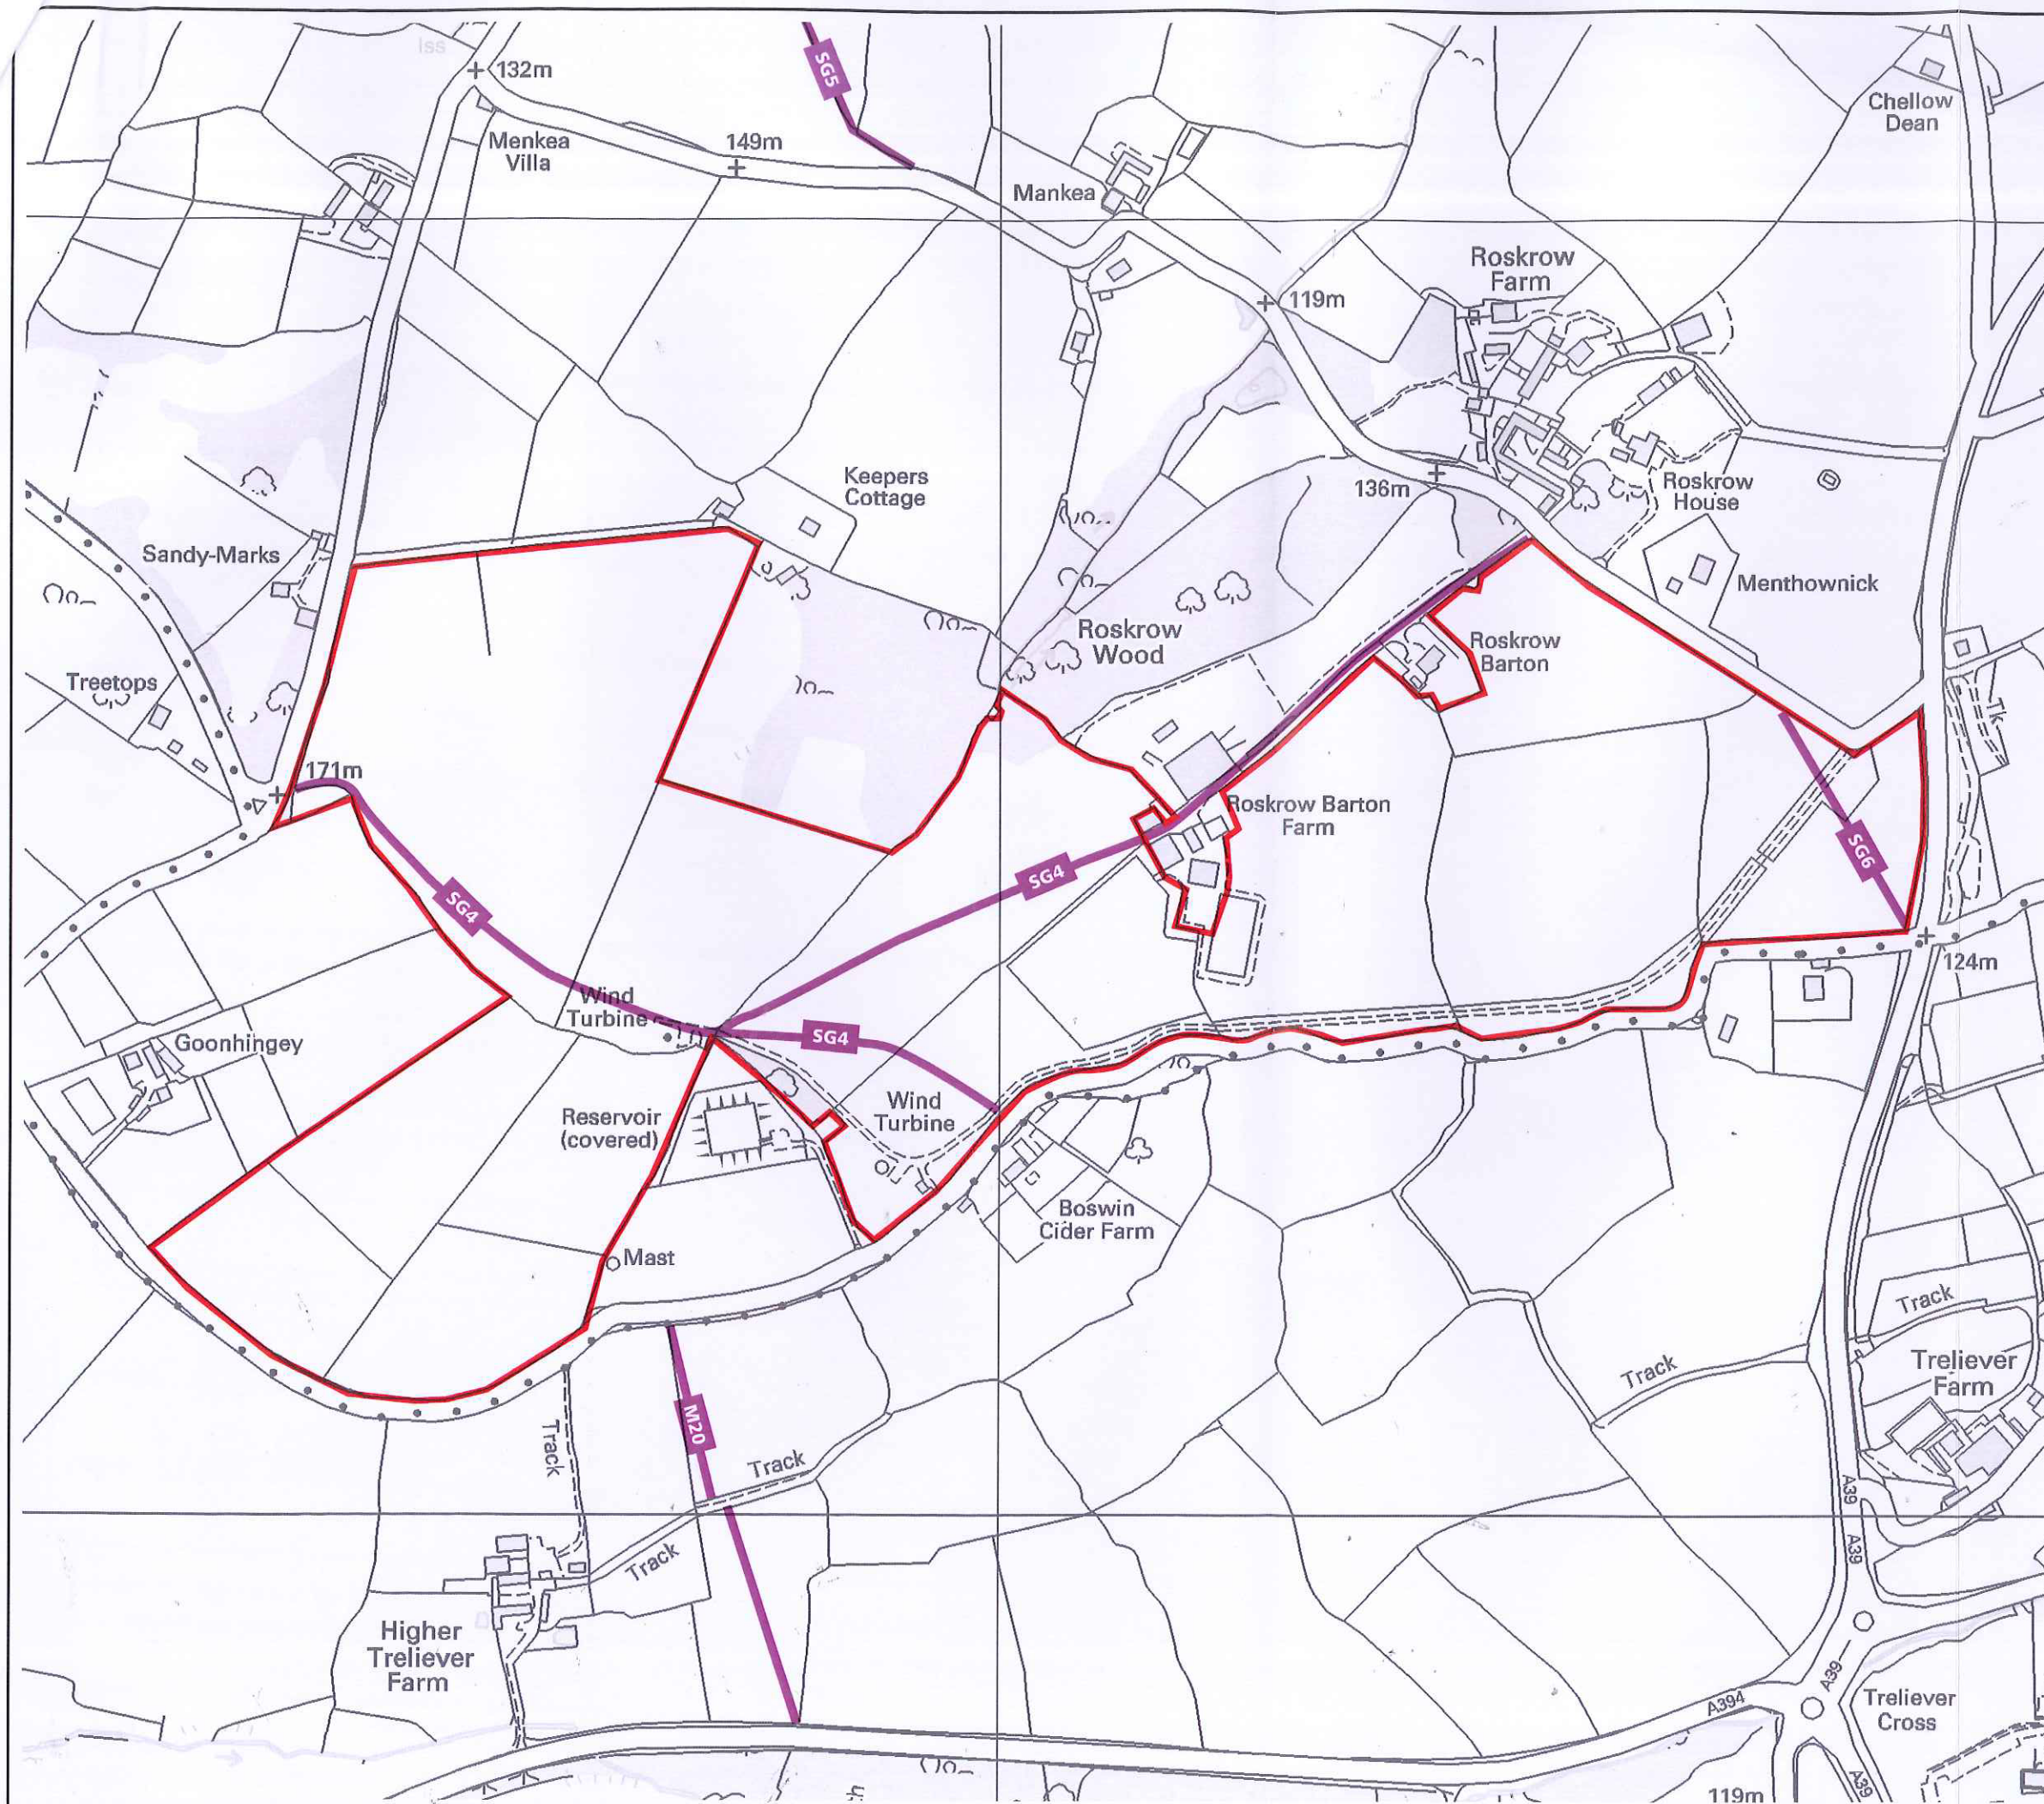 SG5
Iss
132m
Chellow
Dean
149m
Menkea
Villa
Mankea
Roskrow
Farm
119m
Keepers
Cottage
136m
Roskrow
House
Sandy-Marks
Menthownick
Roskrow
Wood
Roskrow
Barton
Treetops
Tk
171m
Roskrow Barton
Farm
SG6
SG4
SG4
124m
Wind
Turbine
SG4
Goonhingey
Reservoir
(covered)
Wind
Turbine
Boswin
Cider Farm
Mast
Track
Track
Treliever
Farm
M20
Track
Track
A39
A39
Track
Higher
Treliever
Farm
A39
A394
Treliever
Cross
A39
119m